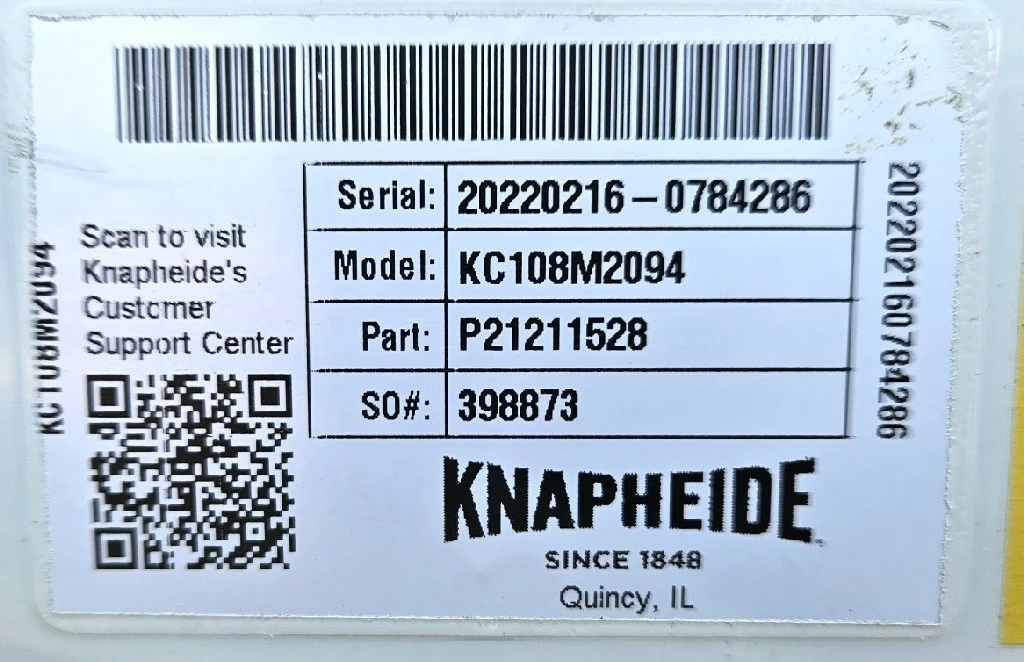 Serial: 20220216-0784286
Model: KC108M2094
Part: P21211528
SO#: 398873
Scan to visit
Knapheide's
Customer
Support Center
KC108M2094
202202160784286
KNAPHEIDE
SINCE 1848
Quincy, IL